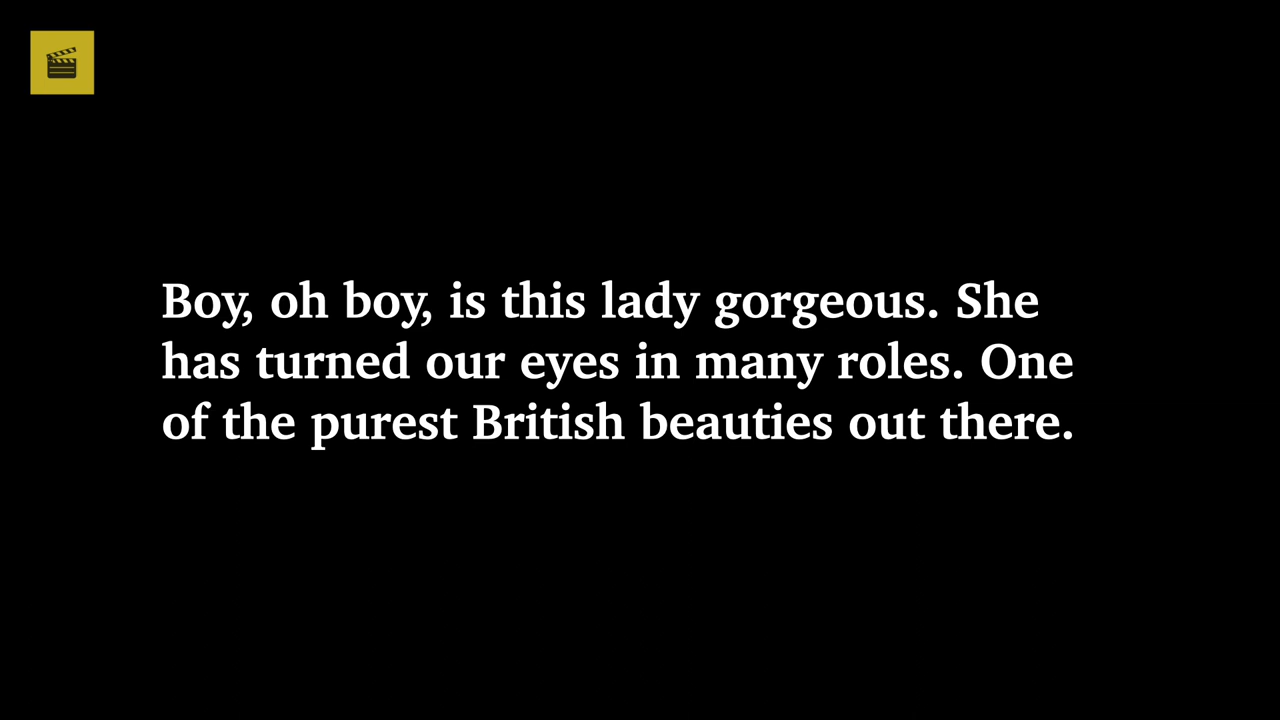 Boy, oh boy, is this lady gorgeous. She
has turned our eyes in many roles. One
of the purest British beauties out there.